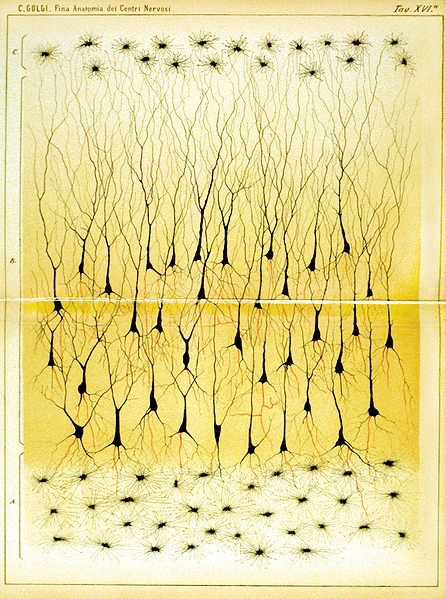 C. GOLGI. Fina Anatomia dei Centri Nervosi
Tav. XVI.a
C.
B.
A.